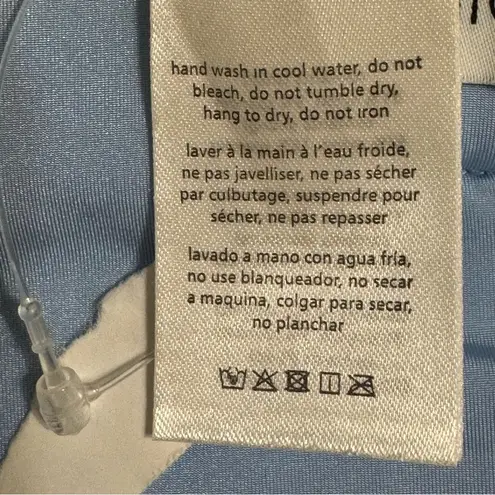 hand wash in cool water, do not
bleach, do not tumble dry,
hang to dry, do not iron
laver à la main à l'eau froide,
ne pas javelliser, ne pas sécher
par culbutage, suspendre pour
sécher, ne pas repasser
lavado a mano con agua fría,
no use blanqueador, no secar
a maquina, colgar para secar,
no planchar